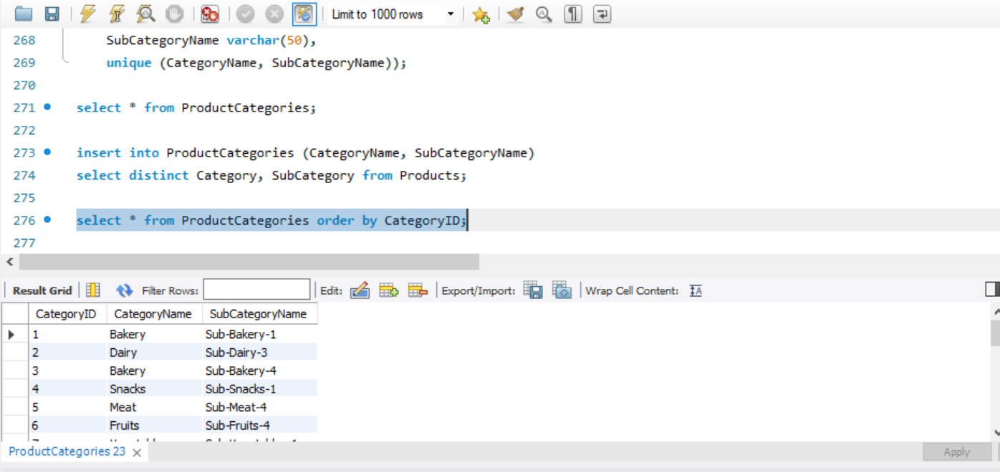 Limit to 1000 rows
268 SubCategoryName varchar(50),
269 unique (CategoryName, SubCategoryName));
270
271 select * from ProductCategories;
272
273 insert into ProductCategories (CategoryName, SubCategoryName)
274 select distinct Category, SubCategory from Products;
275
276 select * from ProductCategories order by CategoryID;
277
Result Grid Filter Rows: Edit: Export/Import: Wrap Cell Content:
CategoryID CategoryName SubCategoryName
1 Bakery Sub-Bakery-1
2 Dairy Sub-Dairy-3
3 Bakery Sub-Bakery-4
4 Snacks Sub-Snacks-1
5 Meat Sub-Meat-4
6 Fruits Sub-Fruits-4
ProductCategories 23 Apply